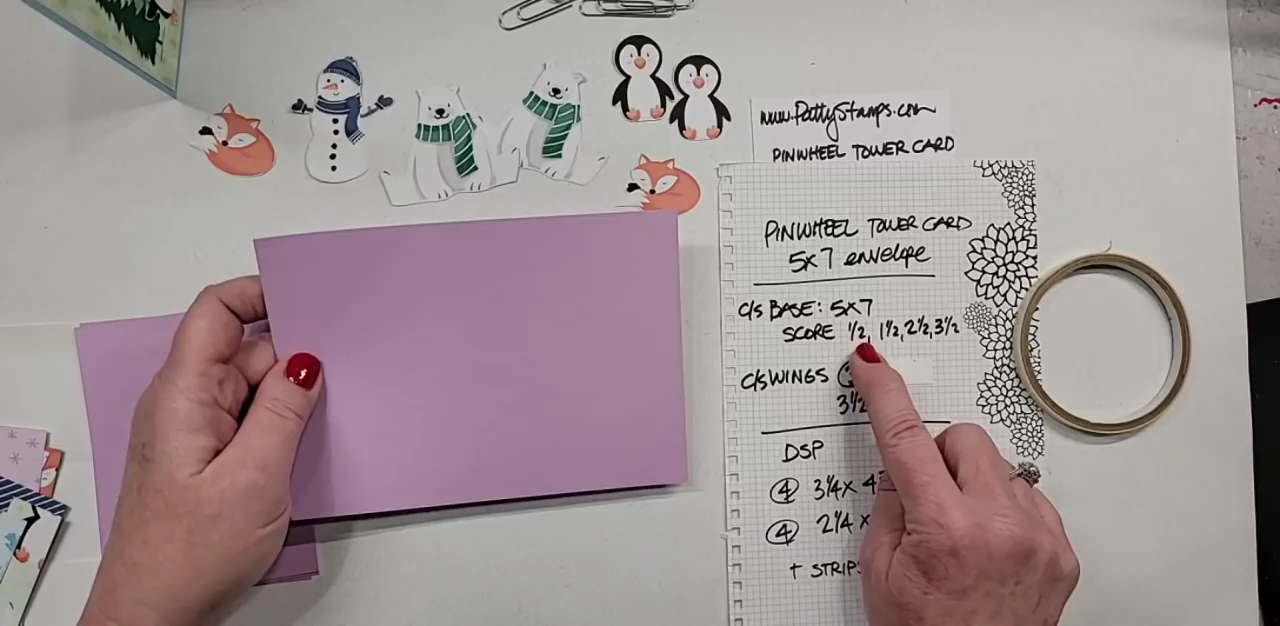 www.PattyStamps.com
PINWHEEL TOWER CARD
PINWHEEL TOWER CARD
5x7 envelope
C/S BASE: 5x7
SCORE 1/2, 1 1/2, 2 1/2, 3 1/2
C/S WINGS
3 1/2
DSP
④ 3 1/4 x 4
④ 2 1/4 x
+ STRIPS